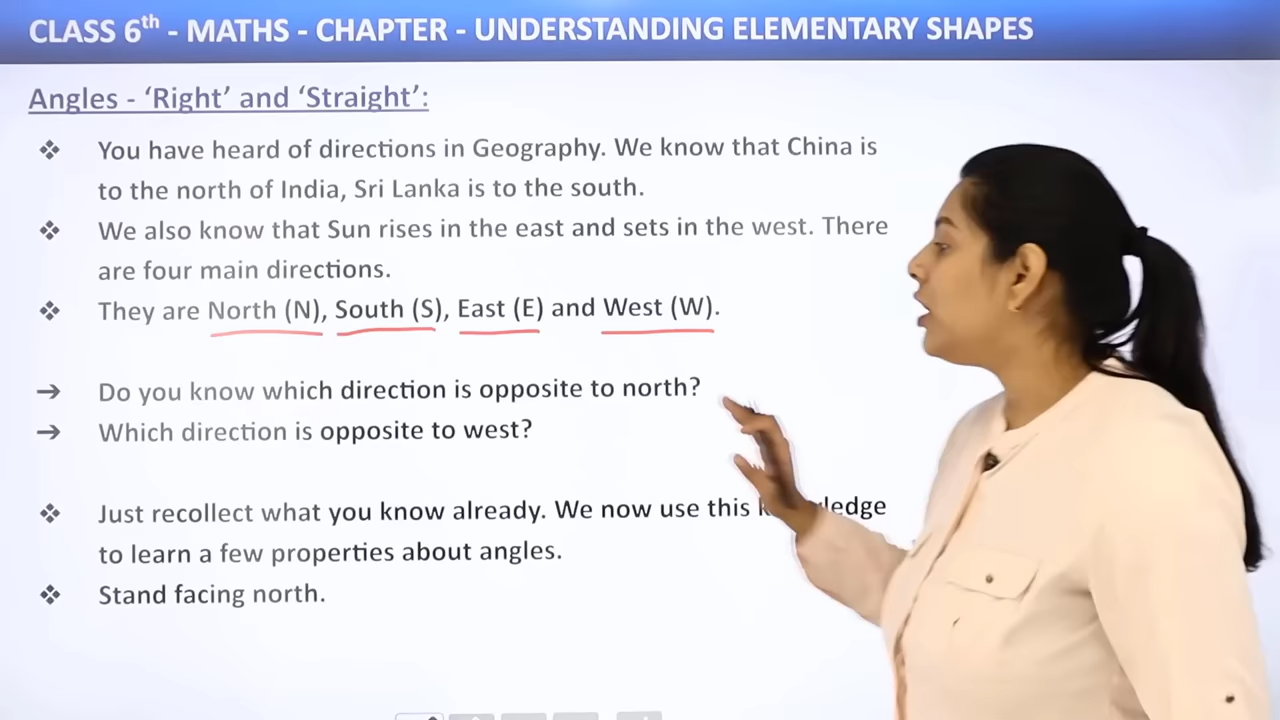 CLASS 6th - MATHS - CHAPTER - UNDERSTANDING ELEMENTARY SHAPES
Angles - ‘Right’ and ‘Straight’:
❖ You have heard of directions in Geography. We know that China is
to the north of India, Sri Lanka is to the south.
❖ We also know that Sun rises in the east and sets in the west. There
are four main directions.
❖ They are North (N), South (S), East (E) and West (W).
→ Do you know which direction is opposite to north?
→ Which direction is opposite to west?
❖ Just recollect what you know already. We now use this
to learn a few properties about angles.
❖ Stand facing north.